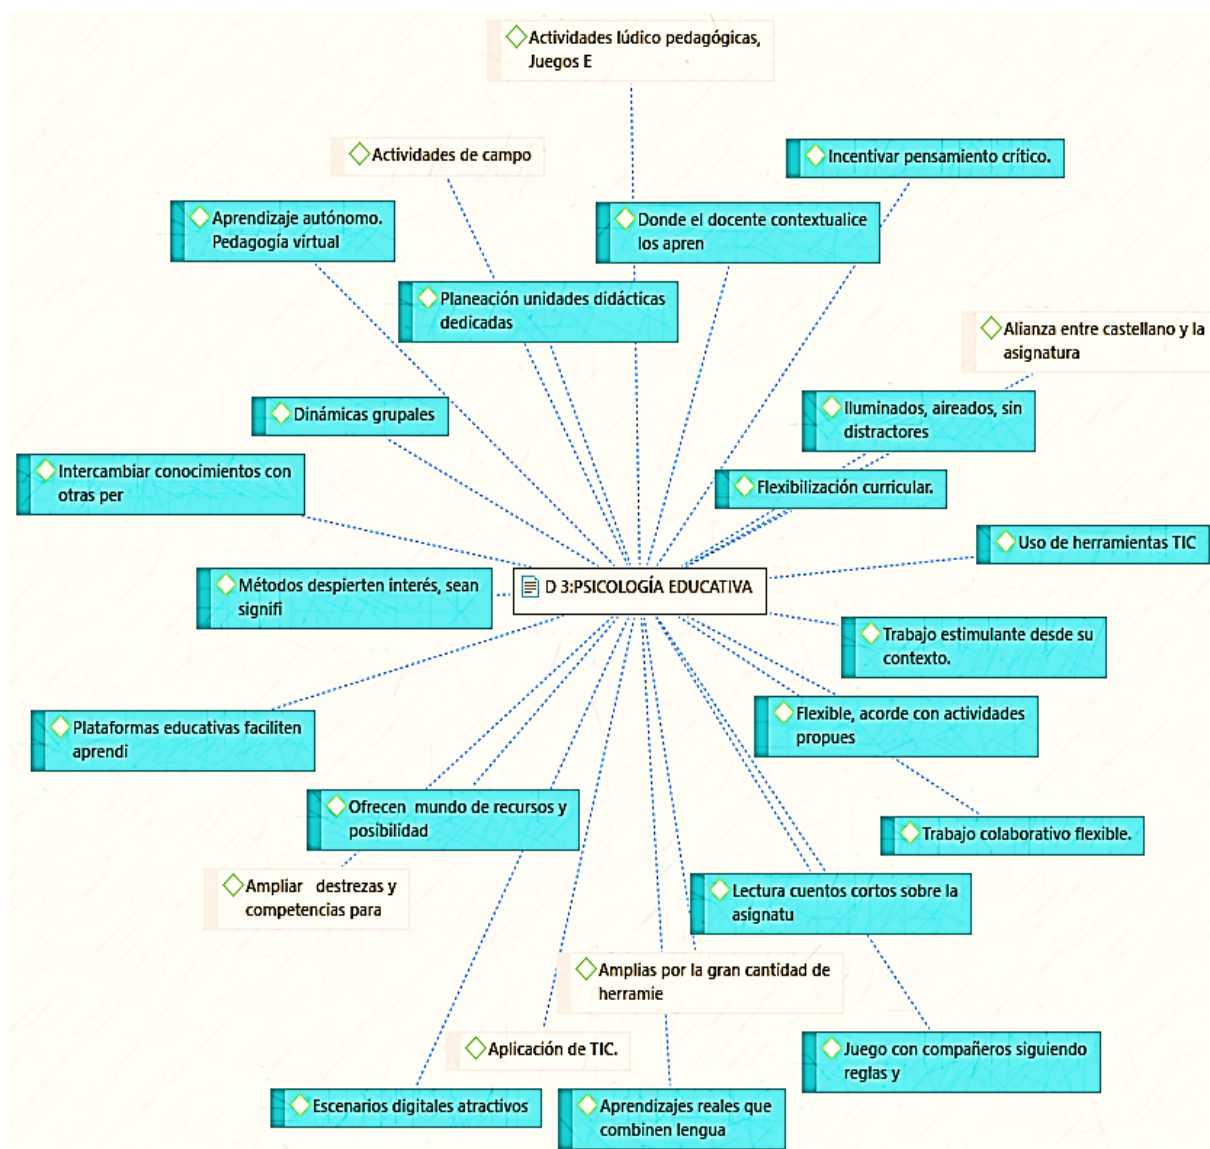 Actividades lúdico pedagógicas,
Juegos E
Actividades de campo
Incentivar pensamiento crítico.
Aprendizaje autónomo.
Pedagogía virtual
Donde el docente contextualice
los apren
Planeación unidades didácticas
dedicadas
Alianza entre castellano y la
asignatura
Dinámicas grupales
Iluminados, aireados, sin
distractores
Intercambiar conocimientos con
otras per
Flexibilización curricular.
Uso de herramientas TIC
Métodos despierten interés, sean
signifi
D 3:PSICOLOGÍA EDUCATIVA
Trabajo estimulante desde su
contexto.
Plataformas educativas faciliten
aprendi
Flexible, acorde con actividades
propues
Ofrecen mundo de recursos y
posibilidad
Trabajo colaborativo flexible.
Ampliar destrezas y
competencias para
Lectura cuentos cortos sobre la
asignatu
Amplias por la gran cantidad de
herramie
Aplicación de TIC.
Juego con compañeros siguiendo
reglas y
Escenarios digitales atractivos
Aprendizajes reales que
combinen lengua